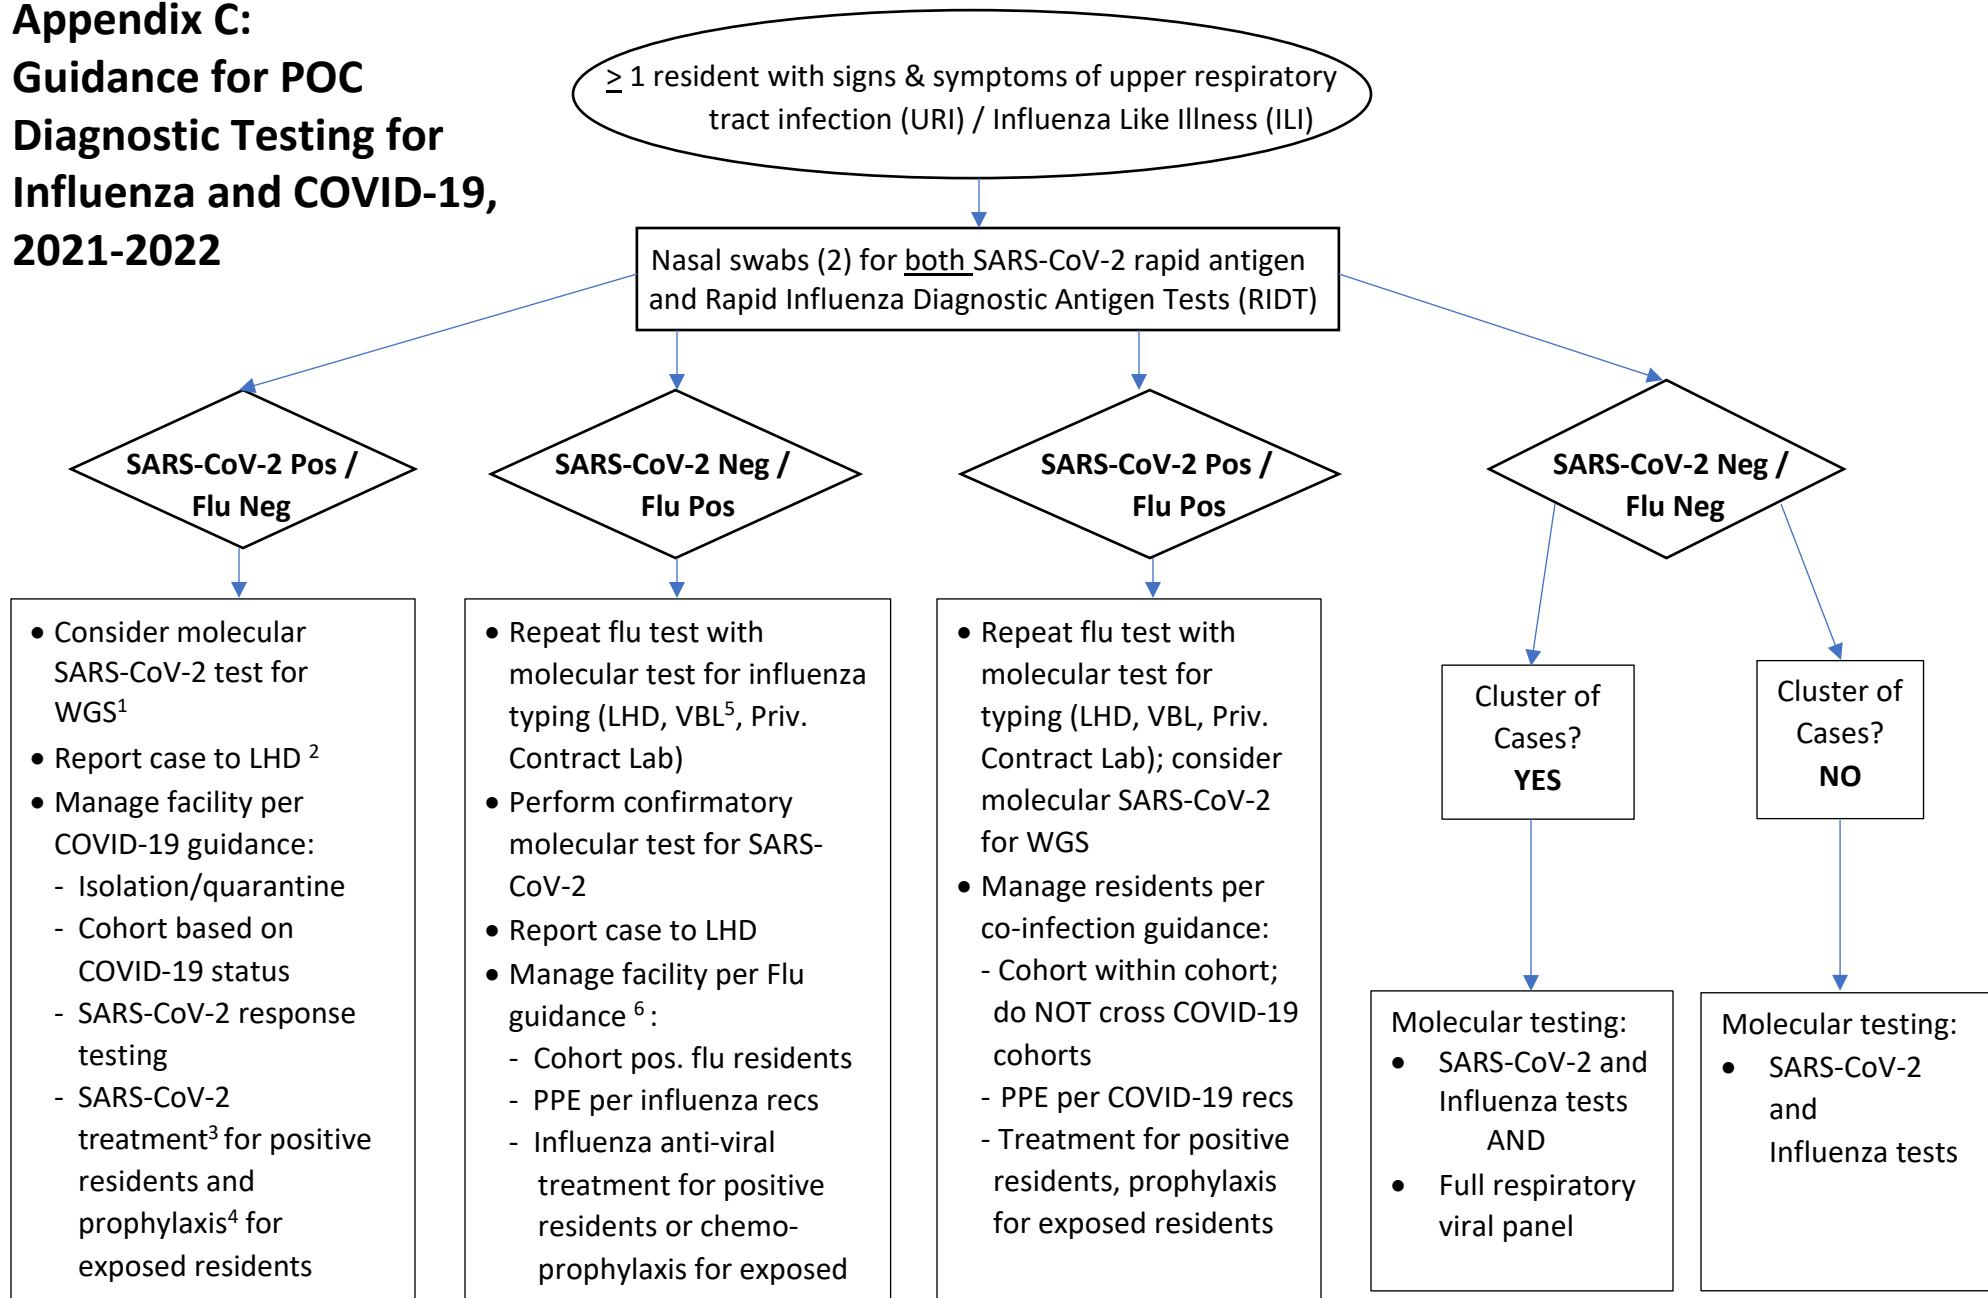 Appendix C:
Guidance for POC
Diagnostic Testing for
Influenza and COVID-19,
2021-2022
≥ 1 resident with signs & symptoms of upper respiratory
tract infection (URI) / Influenza Like Illness (ILI)
Nasal swabs (2) for both SARS-CoV-2 rapid antigen
and Rapid Influenza Diagnostic Antigen Tests (RIDT)
SARS-CoV-2 Pos /
Flu Neg
SARS-CoV-2 Neg /
Flu Pos
SARS-CoV-2 Pos /
Flu Pos
SARS-CoV-2 Neg /
Flu Neg
• Consider molecular
SARS-CoV-2 test for
WGS¹
• Report case to LHD ²
• Manage facility per
COVID-19 guidance:
- Isolation/quarantine
- Cohort based on
COVID-19 status
- SARS-CoV-2 response
testing
- SARS-CoV-2
treatment³ for positive
residents and
prophylaxis⁴ for
exposed residents
• Repeat flu test with
molecular test for influenza
typing (LHD, VBL⁵, Priv.
Contract Lab)
• Perform confirmatory
molecular test for SARS-
CoV-2
• Report case to LHD
• Manage facility per Flu
guidance ⁶ :
- Cohort pos. flu residents
- PPE per influenza recs
- Influenza anti-viral
treatment for positive
residents or chemo-
prophylaxis for exposed
• Repeat flu test with
molecular test for
typing (LHD, VBL, Priv.
Contract Lab); consider
molecular SARS-CoV-2
for WGS
• Manage residents per
co-infection guidance:
- Cohort within cohort;
do NOT cross COVID-19
cohorts
- PPE per COVID-19 recs
- Treatment for positive
residents, prophylaxis
for exposed residents
Cluster of
Cases?
YES
Cluster of
Cases?
NO
Molecular testing:
• SARS-CoV-2 and
Influenza tests
AND
• Full respiratory
viral panel
Molecular testing:
• SARS-CoV-2
and
Influenza tests